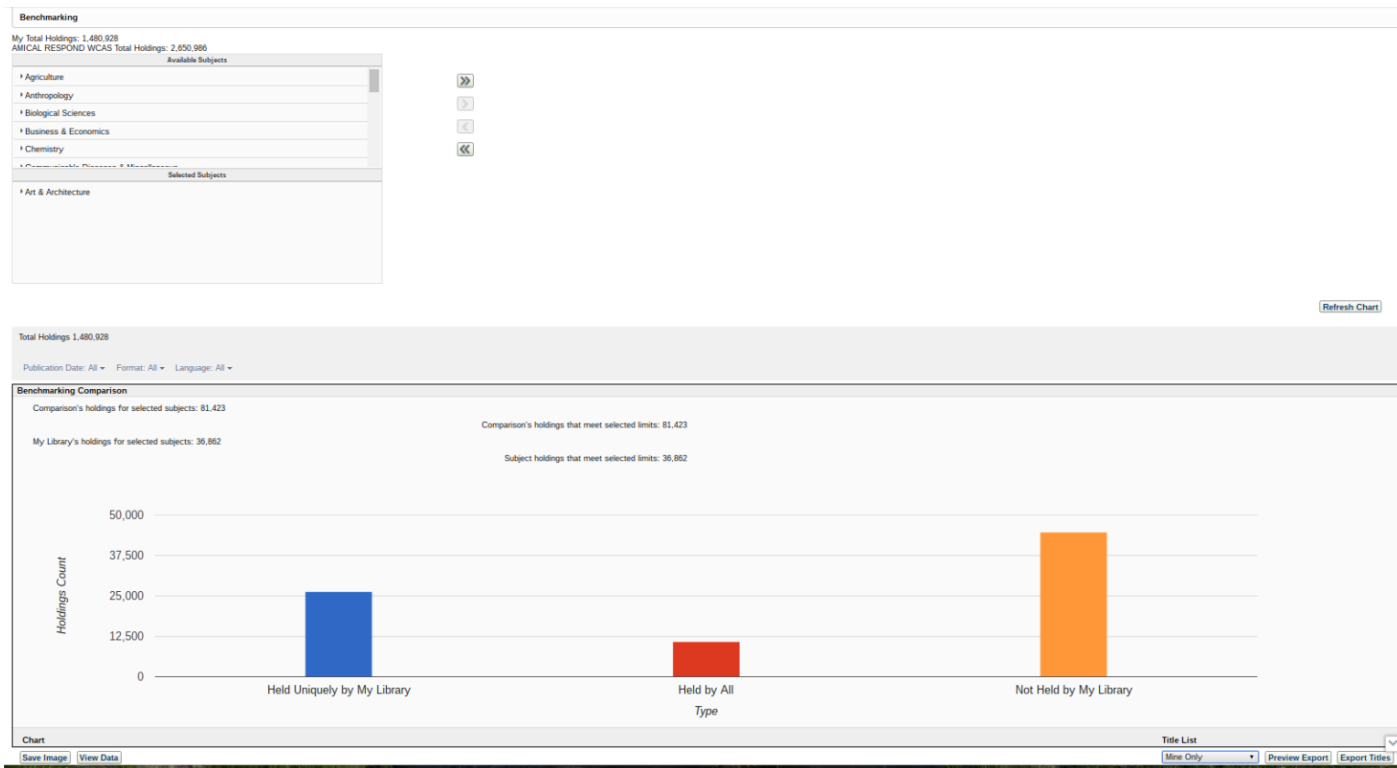 Benchmarking
My Total Holdings: 1,480,928
AMICAL RESPOND WCAS Total Holdings: 2,650,986
Available Subjects
Agriculture
Anthropology
Biological Sciences
Business & Economics
Chemistry
Communicable Diseases & Miscellaneous
Selected Subjects
Art & Architecture
Refresh Chart
Total Holdings 1,480,928
Publication Date: All Format: All Language: All
Benchmarking Comparison
Comparison's holdings for selected subjects: 81,423
Comparison's holdings that meet selected limits: 81,423
My Library's holdings for selected subjects: 36,862
Subject holdings that meet selected limits: 36,862
50,000
37,500
25,000
12,500
0
Holdings Count
Held Uniquely by My Library Held by All Not Held by My Library
Type
Chart Title List
Save Image View Data Mine Only Preview Export Export Titles